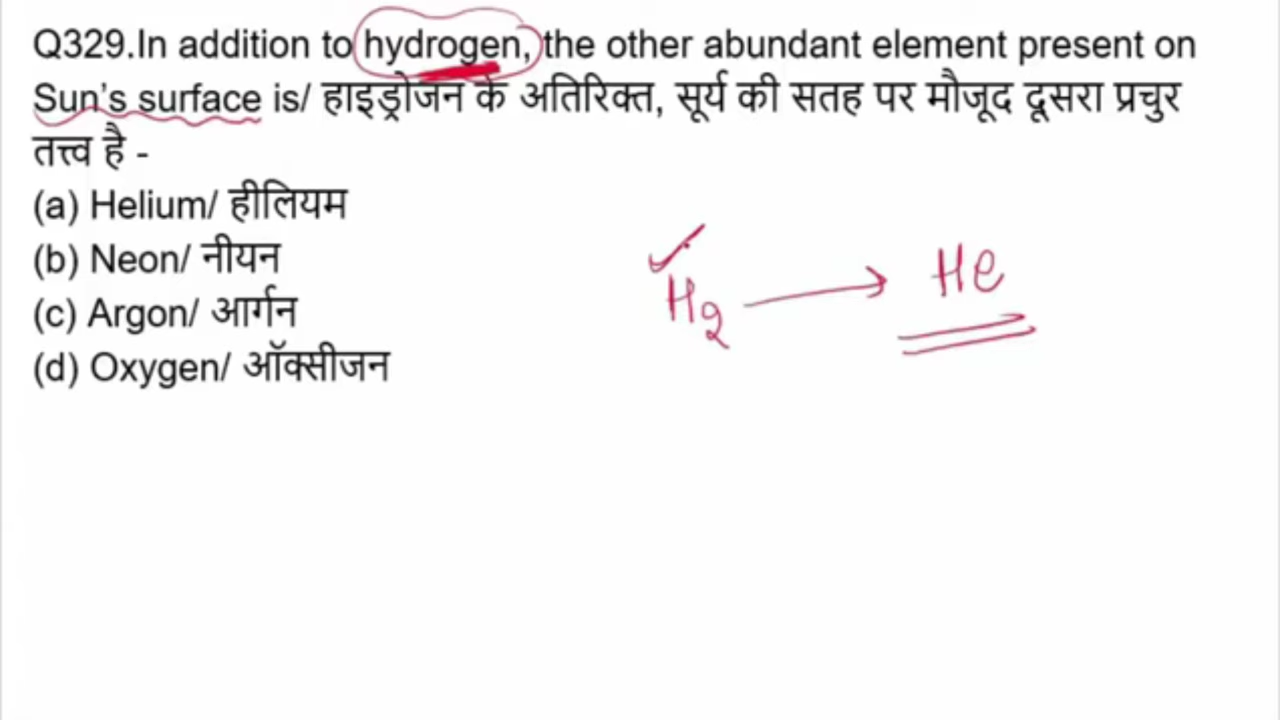 Q329.In addition to hydrogen, the other abundant element present on
Sun's surface is/ हाइड्रोजन के अतिरिक्त, सूर्य की सतह पर मौजूद दूसरा प्रचुर
तत्त्व है -
(a) Helium/ हीलियम
(b) Neon/ नीयन
(c) Argon/ आर्गन
(d) Oxygen/ ऑक्सीजन
H2 → He